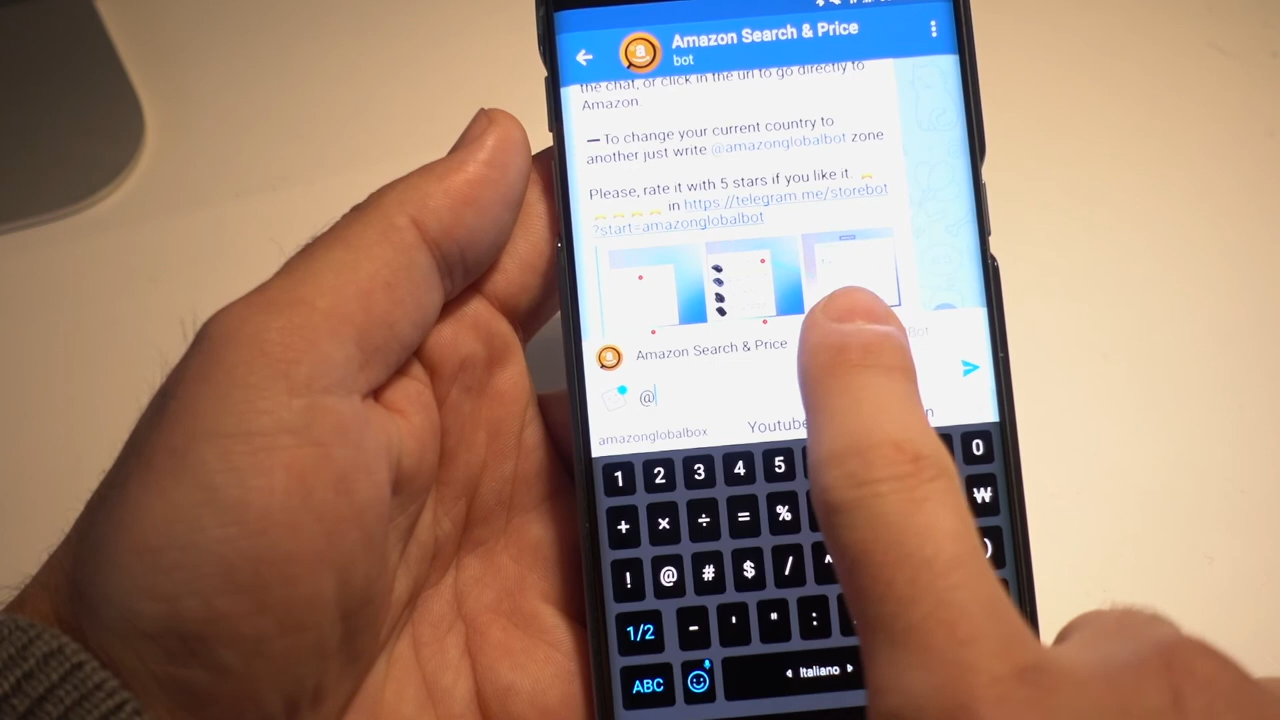 Amazon Search & Price
bot
the chat, or click in the url to go directly to
Amazon.
— To change your current country to
another just write @amazonglobalbot zone
Please, rate it with 5 stars if you like it.
in https://telegram.me/storebot
?start=amazonglobalbot
Amazon Search & Price
Bot
@
amazonglobalbox Youtube
1 2 3 4 5 0
+ × ÷ = % ₩
! @ # $ / ^ )
1/2 - ' " :
ABC Italiano